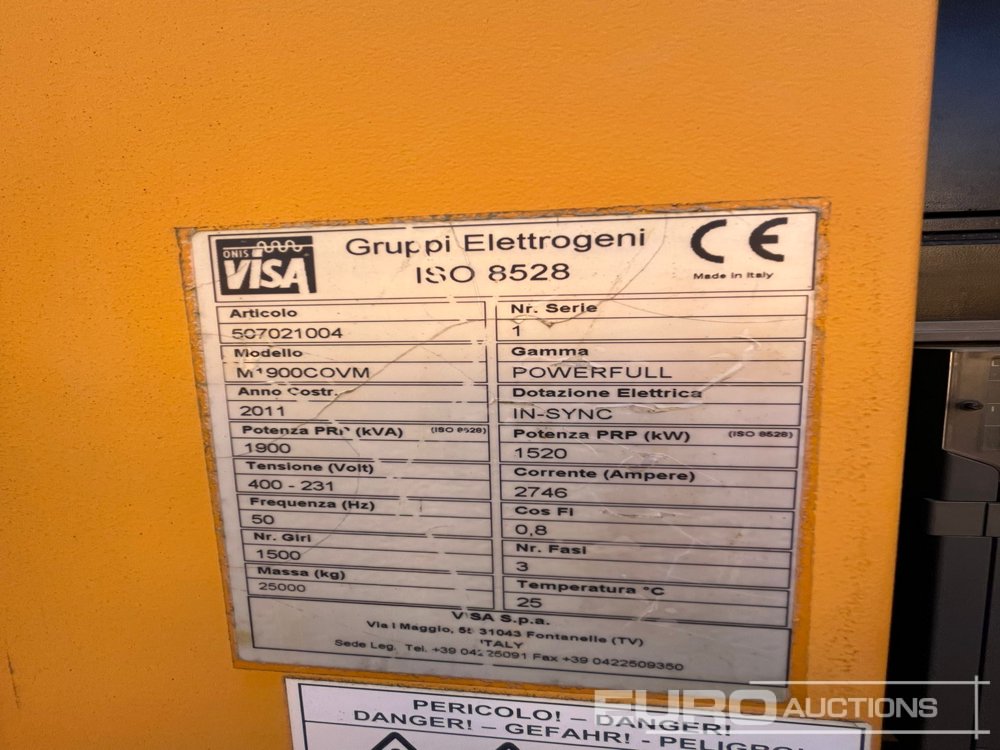 ONIS
VISA
Gruppi Elettrogeni
ISO 8528
CE
Made in Italy
Articolo
507021004
Nr. Serie
1
Modello
M1900COVM
Gamma
POWERFULL
Anno Costr.
2011
Dotazione Elettrica
IN-SYNC
Potenza PRP (kVA) (ISO 8528)
1900
Potenza PRP (kW) (ISO 8528)
1520
Tensione (Volt)
400 - 231
Corrente (Ampere)
2746
Frequenza (Hz)
50
Cos Fi
0,8
Nr. Giri
1500
Nr. Fasi
3
Massa (kg)
25000
Temperatura °C
25
VISA S.p.a.
Via I Maggio, 55 31043 Fontanelle (TV)
ITALY
Sede Leg. Tel. +39 04225091 Fax +39 0422509350
PERICOLO! – DANGER!
DANGER! – GEFAHR! - PELIGRO!
EURO AUCTIONS